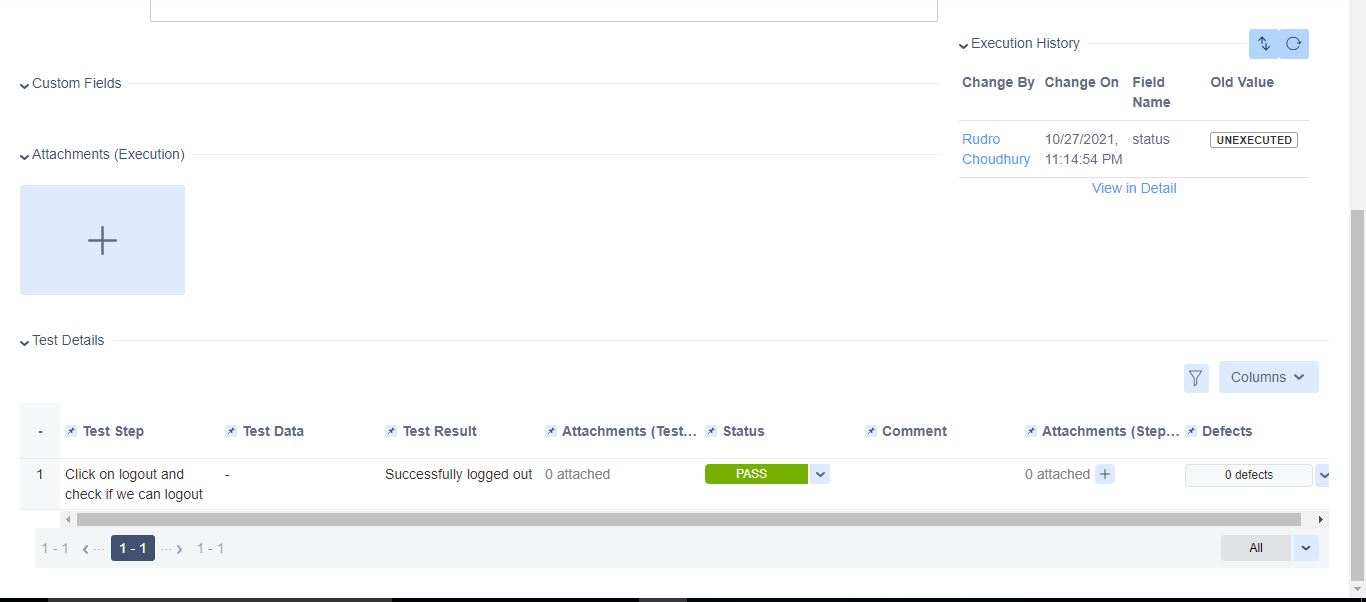 Execution History
Custom Fields
Change By Change On Field Name Old Value
Attachments (Execution)
Rudro Choudhury 10/27/2021, 11:14:54 PM status UNEXECUTED
View in Detail
Test Details
Columns
- Test Step Test Data Test Result Attachments (Test... Status Comment Attachments (Step... Defects
1 Click on logout and - Successfully logged out 0 attached PASS 0 attached + 0 defects
check if we can logout
1 - 1 ‹ ··· 1 - 1 ··· › 1 - 1 All